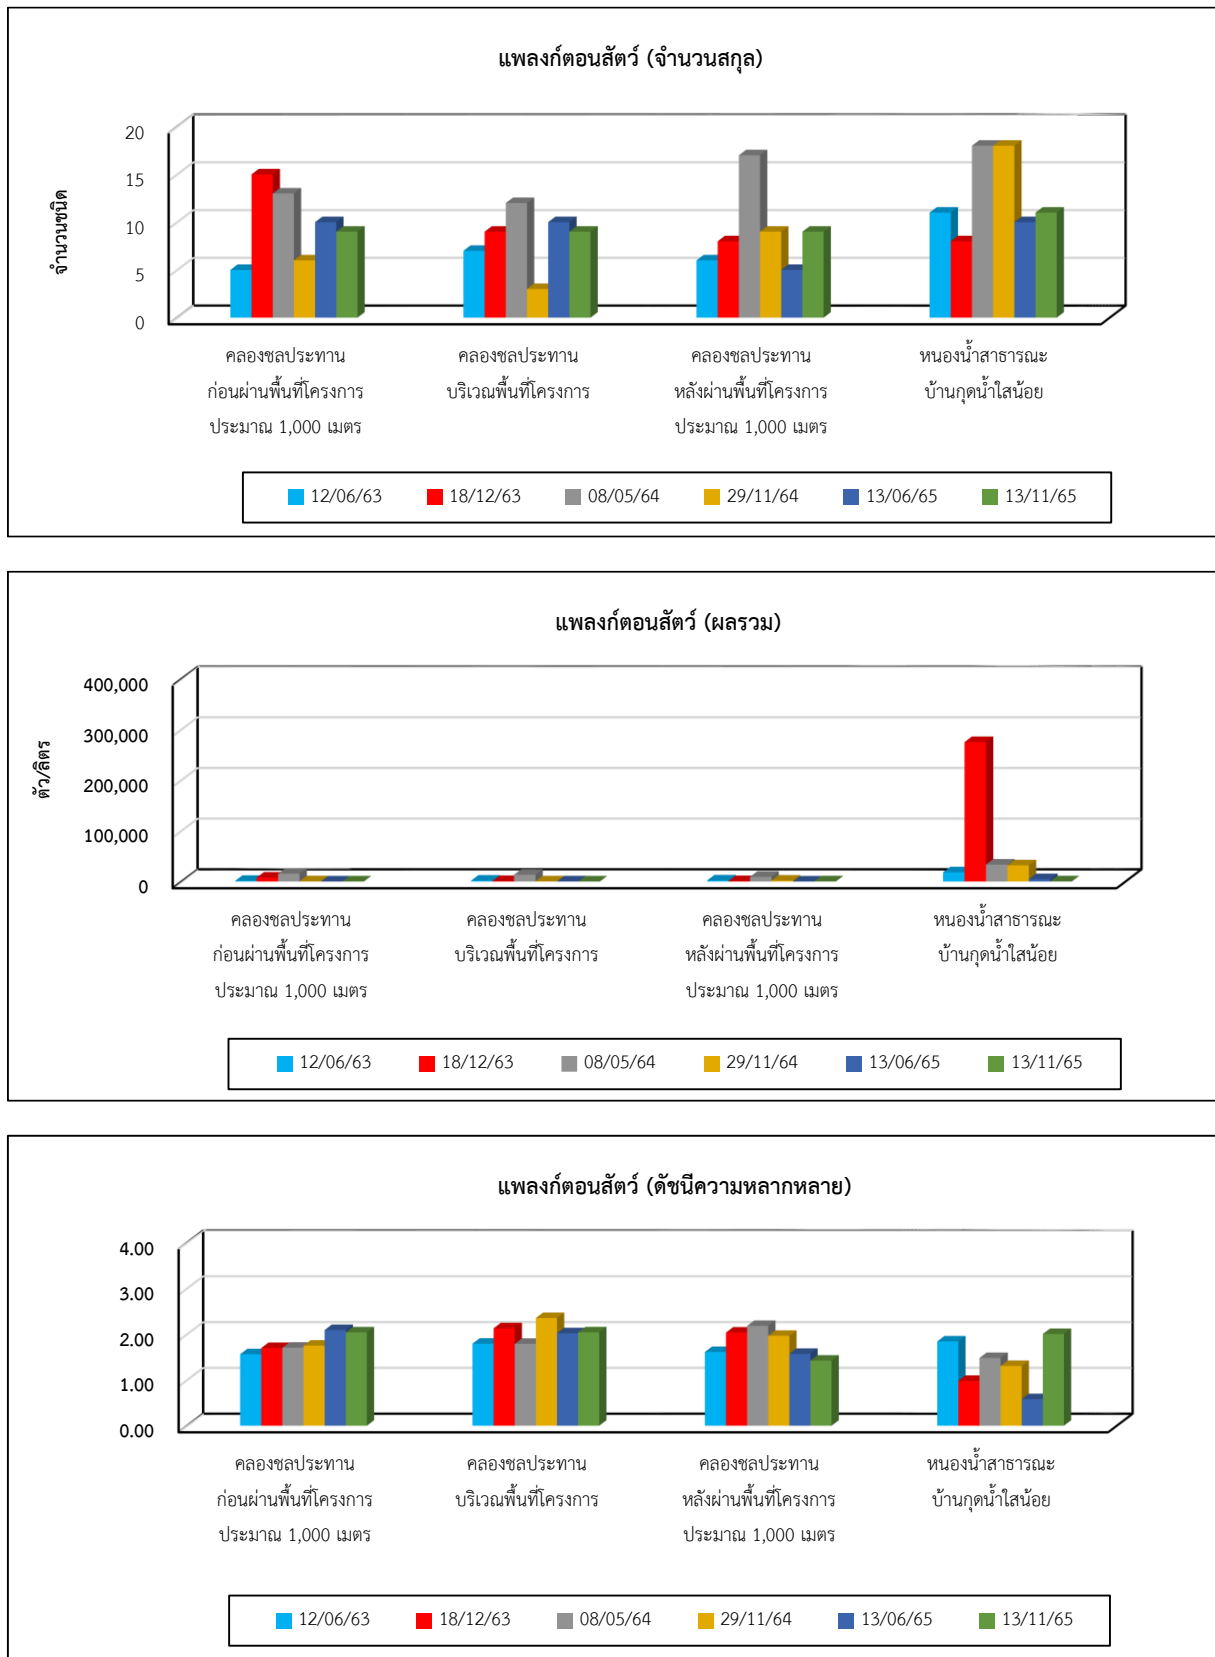 แพลงก์ตอนสัตว์ (จำนวนสกุล)
จำนวนชนิด
20
15
10
5
0
คลองชลประทาน
ก่อนผ่านพื้นที่โครงการ
ประมาณ 1,000 เมตร
คลองชลประทาน
บริเวณพื้นที่โครงการ
คลองชลประทาน
หลังผ่านพื้นที่โครงการ
ประมาณ 1,000 เมตร
หนองน้ำสาธารณะ
บ้านกุดน้ำใสน้อย
12/06/63 18/12/63 08/05/64 29/11/64 13/06/65 13/11/65
แพลงก์ตอนสัตว์ (ผลรวม)
ตัว/ลิตร
400,000
300,000
200,000
100,000
0
คลองชลประทาน
ก่อนผ่านพื้นที่โครงการ
ประมาณ 1,000 เมตร
คลองชลประทาน
บริเวณพื้นที่โครงการ
คลองชลประทาน
หลังผ่านพื้นที่โครงการ
ประมาณ 1,000 เมตร
หนองน้ำสาธารณะ
บ้านกุดน้ำใสน้อย
12/06/63 18/12/63 08/05/64 29/11/64 13/06/65 13/11/65
แพลงก์ตอนสัตว์ (ดัชนีความหลากหลาย)
4.00
3.00
2.00
1.00
0.00
คลองชลประทาน
ก่อนผ่านพื้นที่โครงการ
ประมาณ 1,000 เมตร
คลองชลประทาน
บริเวณพื้นที่โครงการ
คลองชลประทาน
หลังผ่านพื้นที่โครงการ
ประมาณ 1,000 เมตร
หนองน้ำสาธารณะ
บ้านกุดน้ำใสน้อย
12/06/63 18/12/63 08/05/64 29/11/64 13/06/65 13/11/65